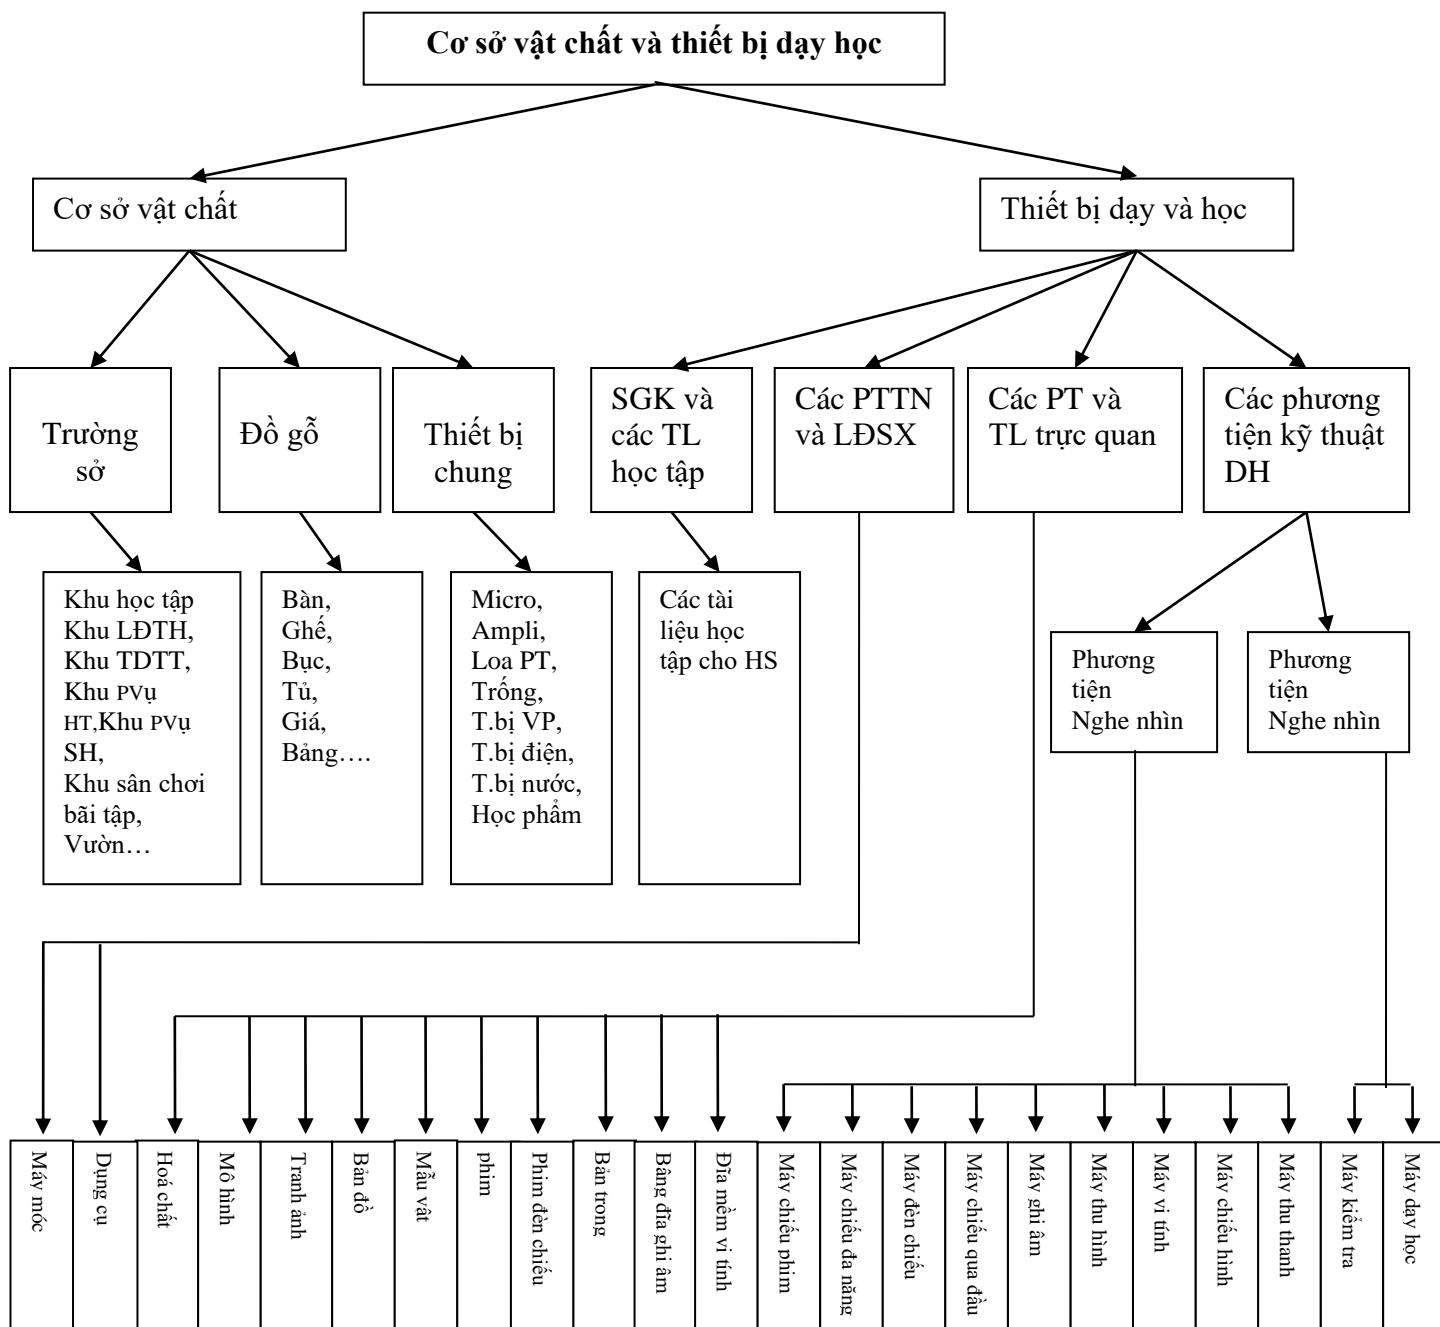 Cơ sở vật chất và thiết bị dạy học
Cơ sở vật chất
Thiết bị dạy và học
Trường
sở
Đồ gỗ
Thiết bị
chung
SGK và
các TL
học tập
Các PTTN
và LĐSX
Các PT và
TL trực quan
Các phương
tiện kỹ thuật
DH
Khu học tập
Khu LĐTH,
Khu TDTT,
Khu PVụ
HT,Khu PVụ
SH,
Khu sân chơi
bãi tập,
Vườn…
Bàn,
Ghế,
Bục,
Tủ,
Giá,
Bảng….
Micro,
Ampli,
Loa PT,
Trống,
T.bị VP,
T.bị điện,
T.bị nước,
Học phẩm
Các tài
liệu học
tập cho HS
Phương
tiện
Nghe nhìn
Phương
tiện
Nghe nhìn
Máy móc
Dụng cụ
Hoá chất
Mô hình
Tranh ảnh
Bản đồ
Mẫu vật
phim
Phim đèn chiếu
Bản trong
Bâng đĩa ghi âm
Đĩa mềm vi tính
Máy chiếu phim
Máy chiếu đa năng
Máy đèn chiếu
Máy chiếu qua đầu
Máy ghi âm
Máy thu hình
Máy vi tính
Máy chiếu hình
Máy thu thanh
Máy kiểm tra
Máy dạy học